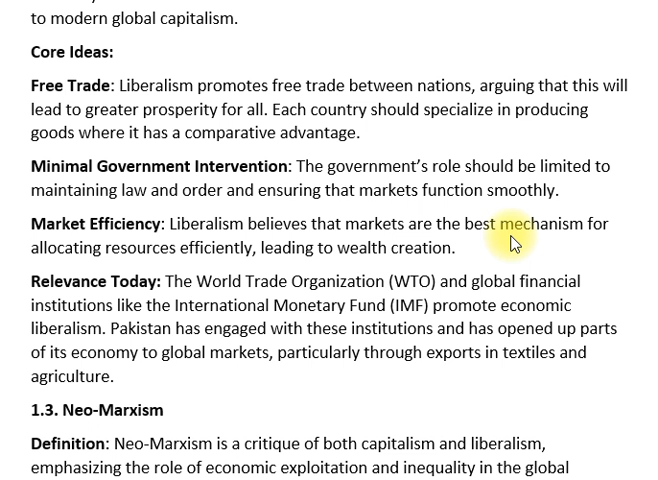 to modern global capitalism.
Core Ideas:
Free Trade: Liberalism promotes free trade between nations, arguing that this will
lead to greater prosperity for all. Each country should specialize in producing
goods where it has a comparative advantage.
Minimal Government Intervention: The government’s role should be limited to
maintaining law and order and ensuring that markets function smoothly.
Market Efficiency: Liberalism believes that markets are the best mechanism for
allocating resources efficiently, leading to wealth creation.
Relevance Today: The World Trade Organization (WTO) and global financial
institutions like the International Monetary Fund (IMF) promote economic
liberalism. Pakistan has engaged with these institutions and has opened up parts
of its economy to global markets, particularly through exports in textiles and
agriculture.
1.3. Neo-Marxism
Definition: Neo-Marxism is a critique of both capitalism and liberalism,
emphasizing the role of economic exploitation and inequality in the global